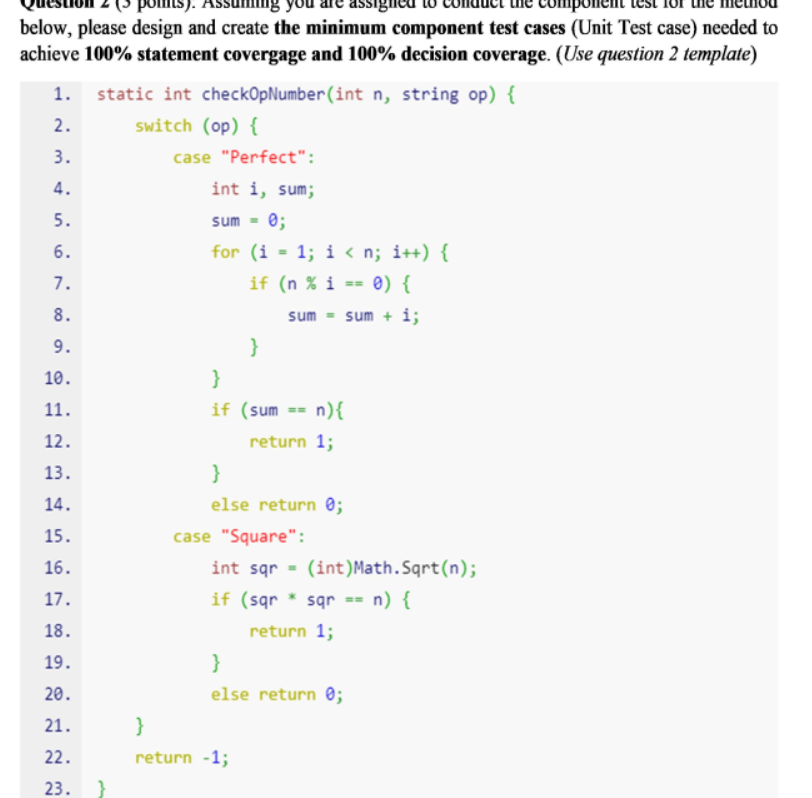 Question 2 (3 points). Assuming you are assigned to conduct the component test for the method
below, please design and create the minimum component test cases (Unit Test case) needed to
achieve 100% statement covergage and 100% decision coverage. (Use question 2 template)
1. static int checkOpNumber(int n, string op) {
2. switch (op) {
3. case "Perfect":
4. int i, sum;
5. sum = 0;
6. for (i = 1; i < n; i++) {
7. if (n % i == 0) {
8. sum = sum + i;
9. }
10. }
11. if (sum == n){
12. return 1;
13. }
14. else return 0;
15. case "Square":
16. int sqr = (int)Math.Sqrt(n);
17. if (sqr * sqr == n) {
18. return 1;
19. }
20. else return 0;
21. }
22. return -1;
23. }